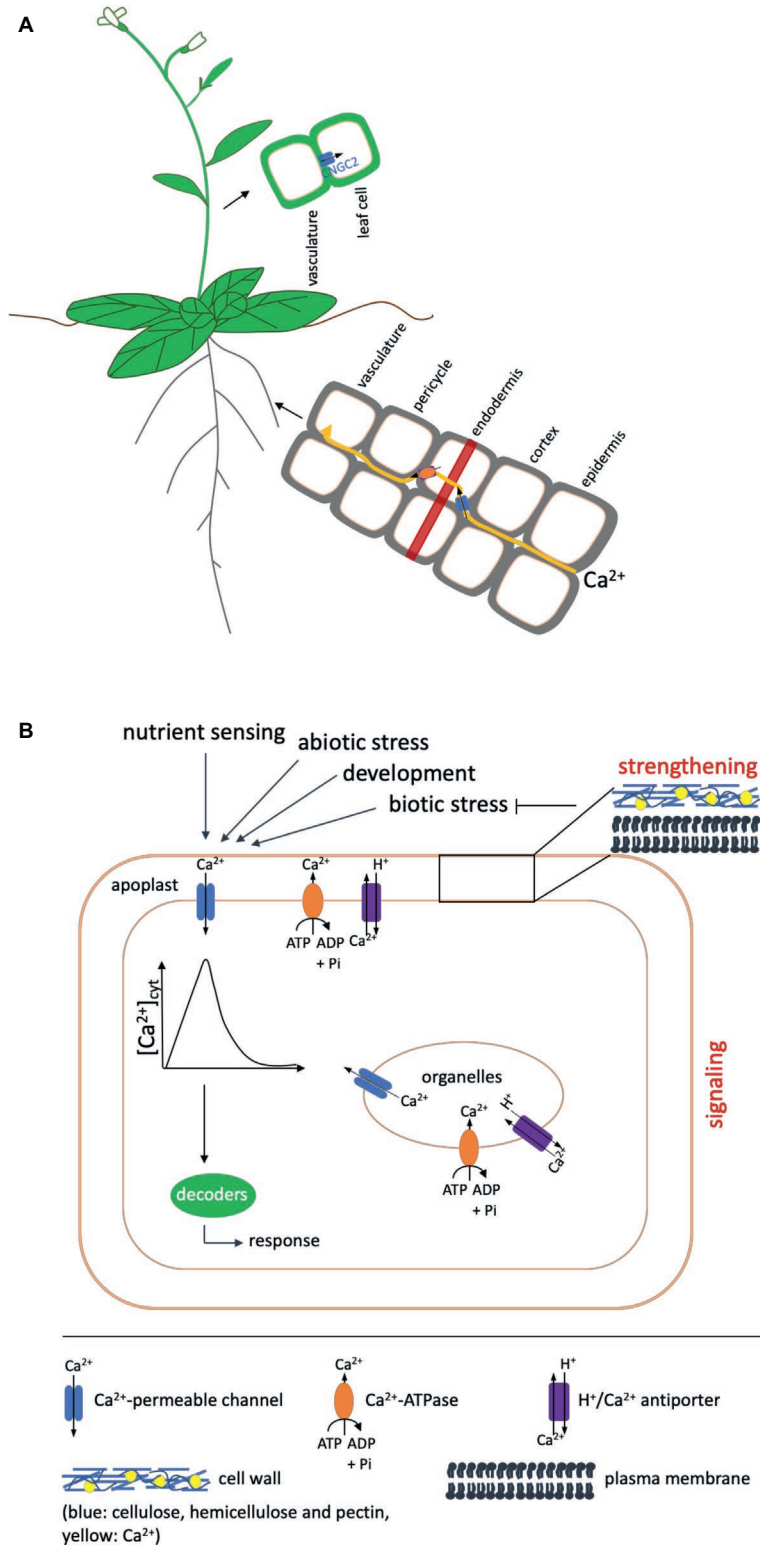 A
CNGC2
vasculature
leaf cell
vasculature
pericycle
endodermis
cortex
epidermis
Ca²⁺
B
nutrient sensing
abiotic stress
development
biotic stress
strengthening
apoplast
Ca²⁺
Ca²⁺
H⁺
ATP ADP
+ Pi
Ca²⁺
[Ca²⁺]cyt
organelles
Ca²⁺
Ca²⁺
H⁺
Ca²⁺
ATP ADP
+ Pi
signaling
decoders
response
Ca²⁺
Ca²⁺-permeable channel
Ca²⁺
Ca²⁺-ATPase
ATP ADP
+ Pi
H⁺
H⁺/Ca²⁺ antiporter
Ca²⁺
cell wall
(blue: cellulose, hemicellulose and pectin,
yellow: Ca²⁺)
plasma membrane